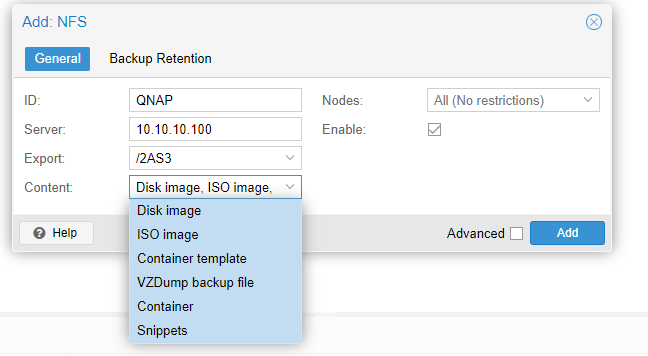 Add: NFS
General Backup Retention
ID: QNAP Nodes: All (No restrictions)
Server: 10.10.10.100 Enable:
Export: /2AS3
Content: Disk image, ISO image,
Disk image
ISO image
Container template
VZDump backup file
Container
Snippets
Help Advanced Add